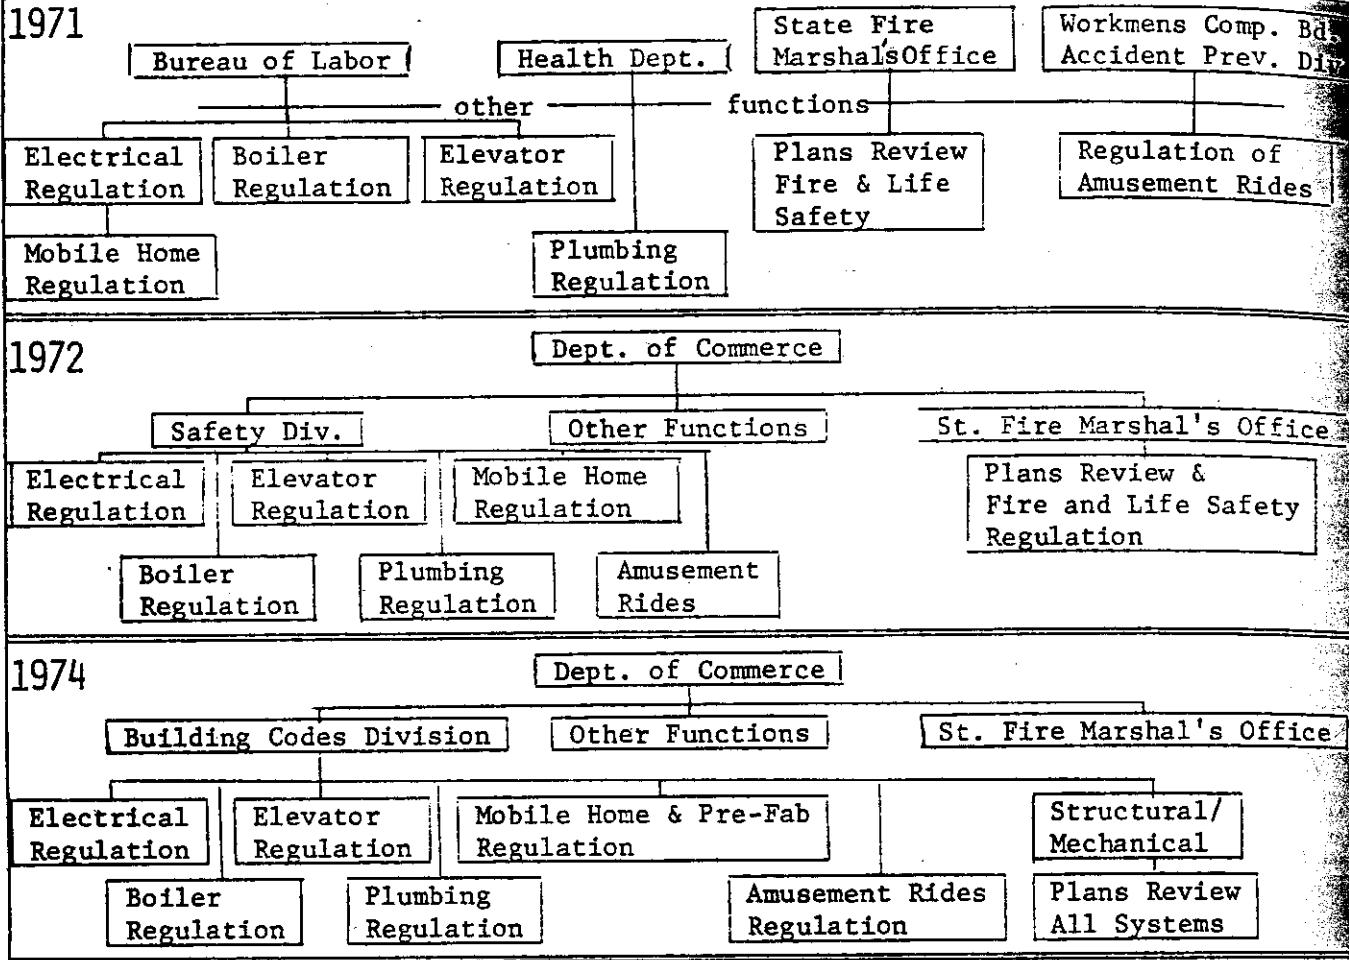 1971
Bureau of Labor
Health Dept.
State Fire
Marshal'sOffice
Workmens Comp. Bd.
Accident Prev. Div
other functions
Electrical
Regulation
Boiler
Regulation
Elevator
Regulation
Plans Review
Fire & Life
Safety
Regulation of
Amusement Rides
Mobile Home
Regulation
Plumbing
Regulation
1972
Dept. of Commerce
Safety Div.
Other Functions
St. Fire Marshal's Office
Electrical
Regulation
Elevator
Regulation
Mobile Home
Regulation
Plans Review &
Fire and Life Safety
Regulation
Boiler
Regulation
Plumbing
Regulation
Amusement
Rides
1974
Dept. of Commerce
Building Codes Division
Other Functions
St. Fire Marshal's Office
Electrical
Regulation
Elevator
Regulation
Mobile Home & Pre-Fab
Regulation
Structural/
Mechanical
Boiler
Regulation
Plumbing
Regulation
Amusement Rides
Regulation
Plans Review
All Systems